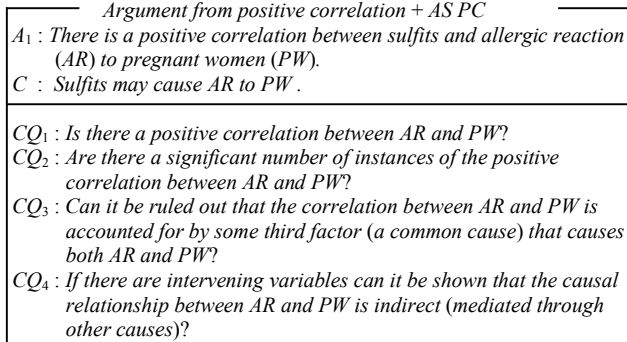 Argument from positive correlation + AS PC
A1 : There is a positive correlation between sulfits and allergic reaction
(AR) to pregnant women (PW).
C : Sulfits may cause AR to PW .
CQ1 : Is there a positive correlation between AR and PW?
CQ2 : Are there a significant number of instances of the positive
correlation between AR and PW?
CQ3 : Can it be ruled out that the correlation between AR and PW is
accounted for by some third factor (a common cause) that causes
both AR and PW?
CQ4 : If there are intervening variables can it be shown that the causal
relationship between AR and PW is indirect (mediated through
other causes)?